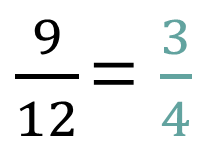 9/12 = 3/4